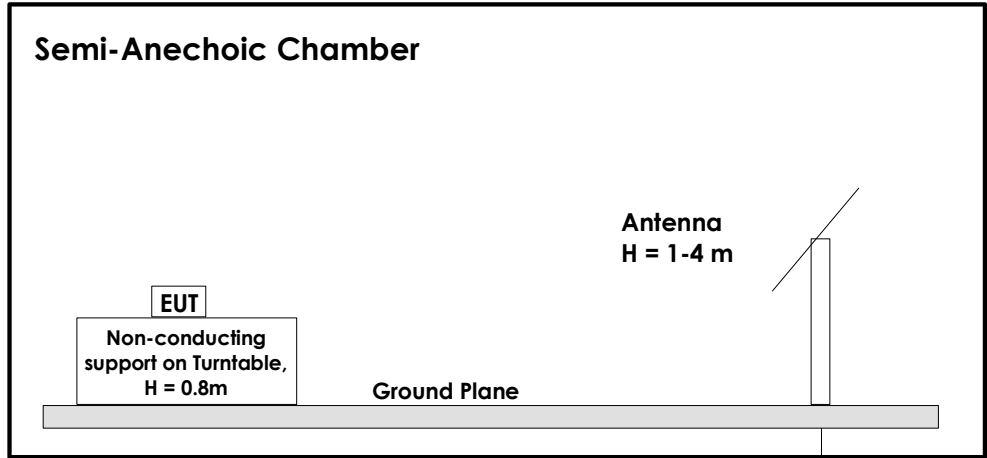 Semi-Anechoic Chamber
Antenna
H = 1-4 m
EUT
Non-conducting
support on Turntable,
H = 0.8m
Ground Plane